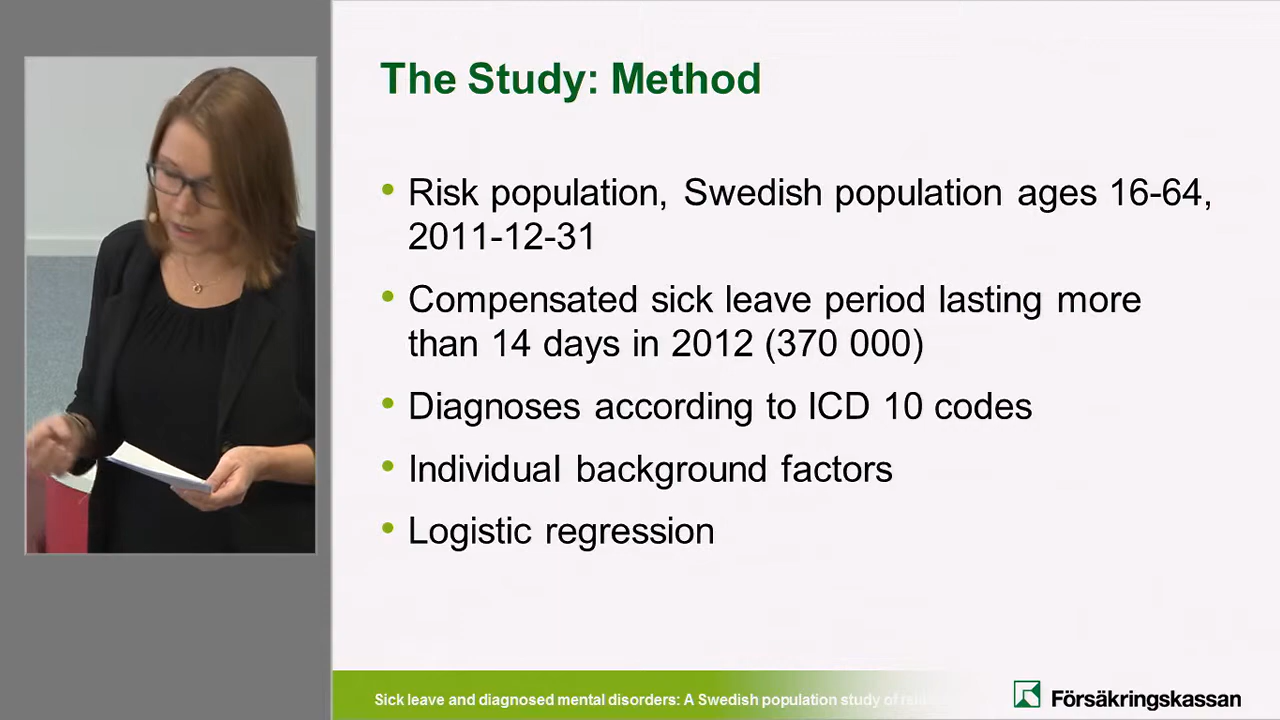 The Study: Method
• Risk population, Swedish population ages 16-64,
2011-12-31
• Compensated sick leave period lasting more
than 14 days in 2012 (370 000)
• Diagnoses according to ICD 10 codes
• Individual background factors
• Logistic regression
Sick leave and diagnosed mental disorders: A Swedish population study of
Försäkringskassan